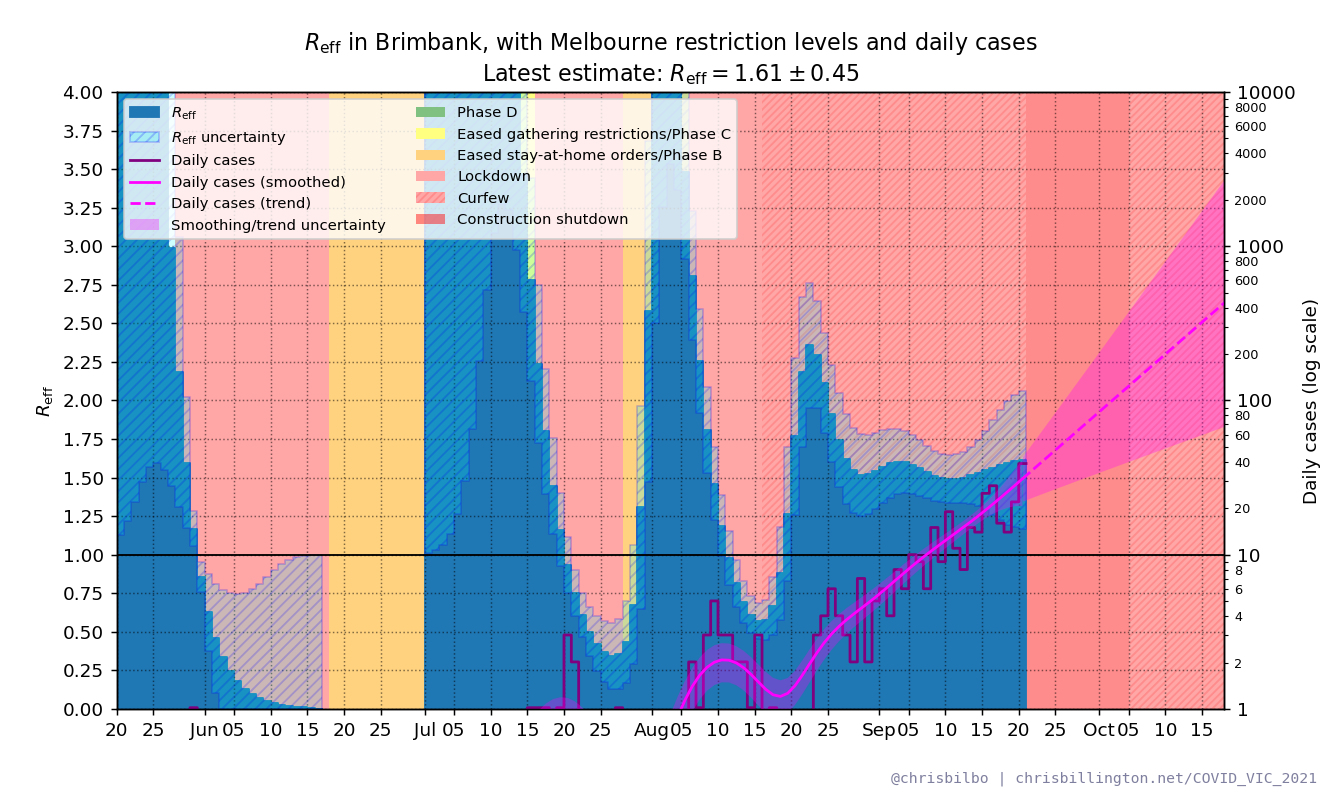 Reff in Brimbank, with Melbourne restriction levels and daily cases
Latest estimate: Reff = 1.61 ± 0.45
Reff
Reff uncertainty
Daily cases
Daily cases (smoothed)
Daily cases (trend)
Smoothing/trend uncertainty
Phase D
Eased gathering restrictions/Phase C
Eased stay-at-home orders/Phase B
Lockdown
Curfew
Construction shutdown
Reff
4.00
3.75
3.50
3.25
3.00
2.75
2.50
2.25
2.00
1.75
1.50
1.25
1.00
0.75
0.50
0.25
0.00
10000
8000
6000
4000
2000
1000
800
600
400
200
100
80
60
40
20
10
8
6
4
2
1
Daily cases (log scale)
20 25 Jun 05 10 15 20 25 Jul 05 10 15 20 25 Aug 05 10 15 20 25 Sep 05 10 15 20 25 Oct 05 10 15
@chrisbilbo | chrisbillington.net/COVID_VIC_2021